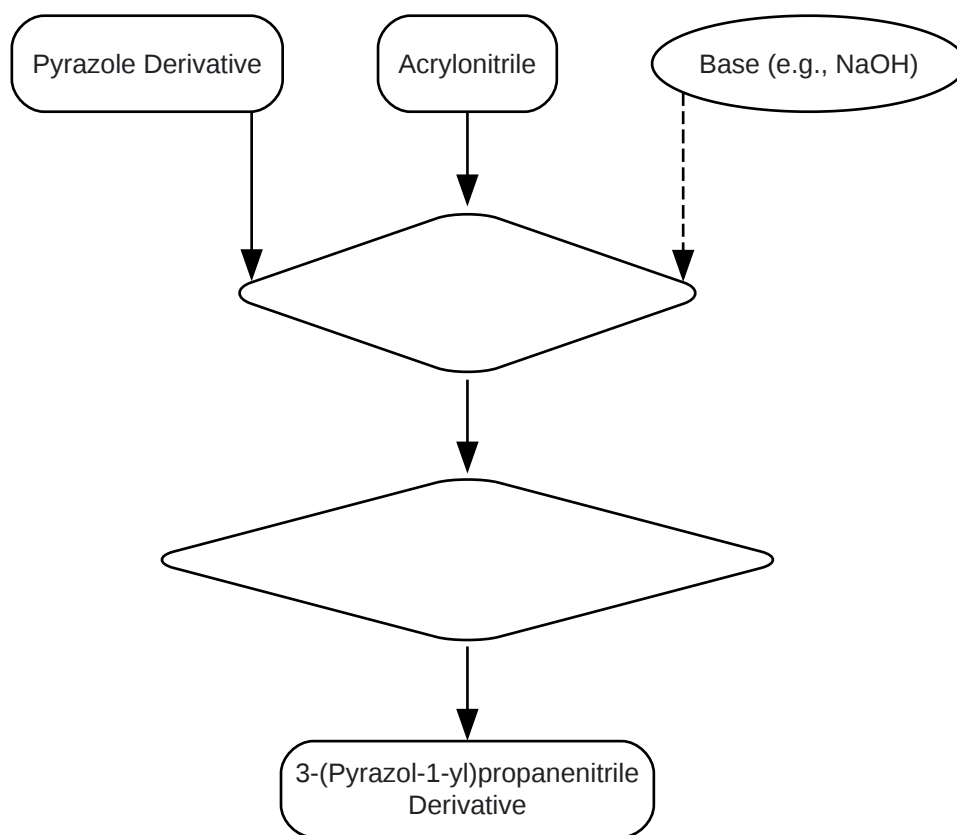 Pyrazole Derivative
Acrylonitrile
Base (e.g., NaOH)
3-(Pyrazol-1-yl)propanenitrile
Derivative